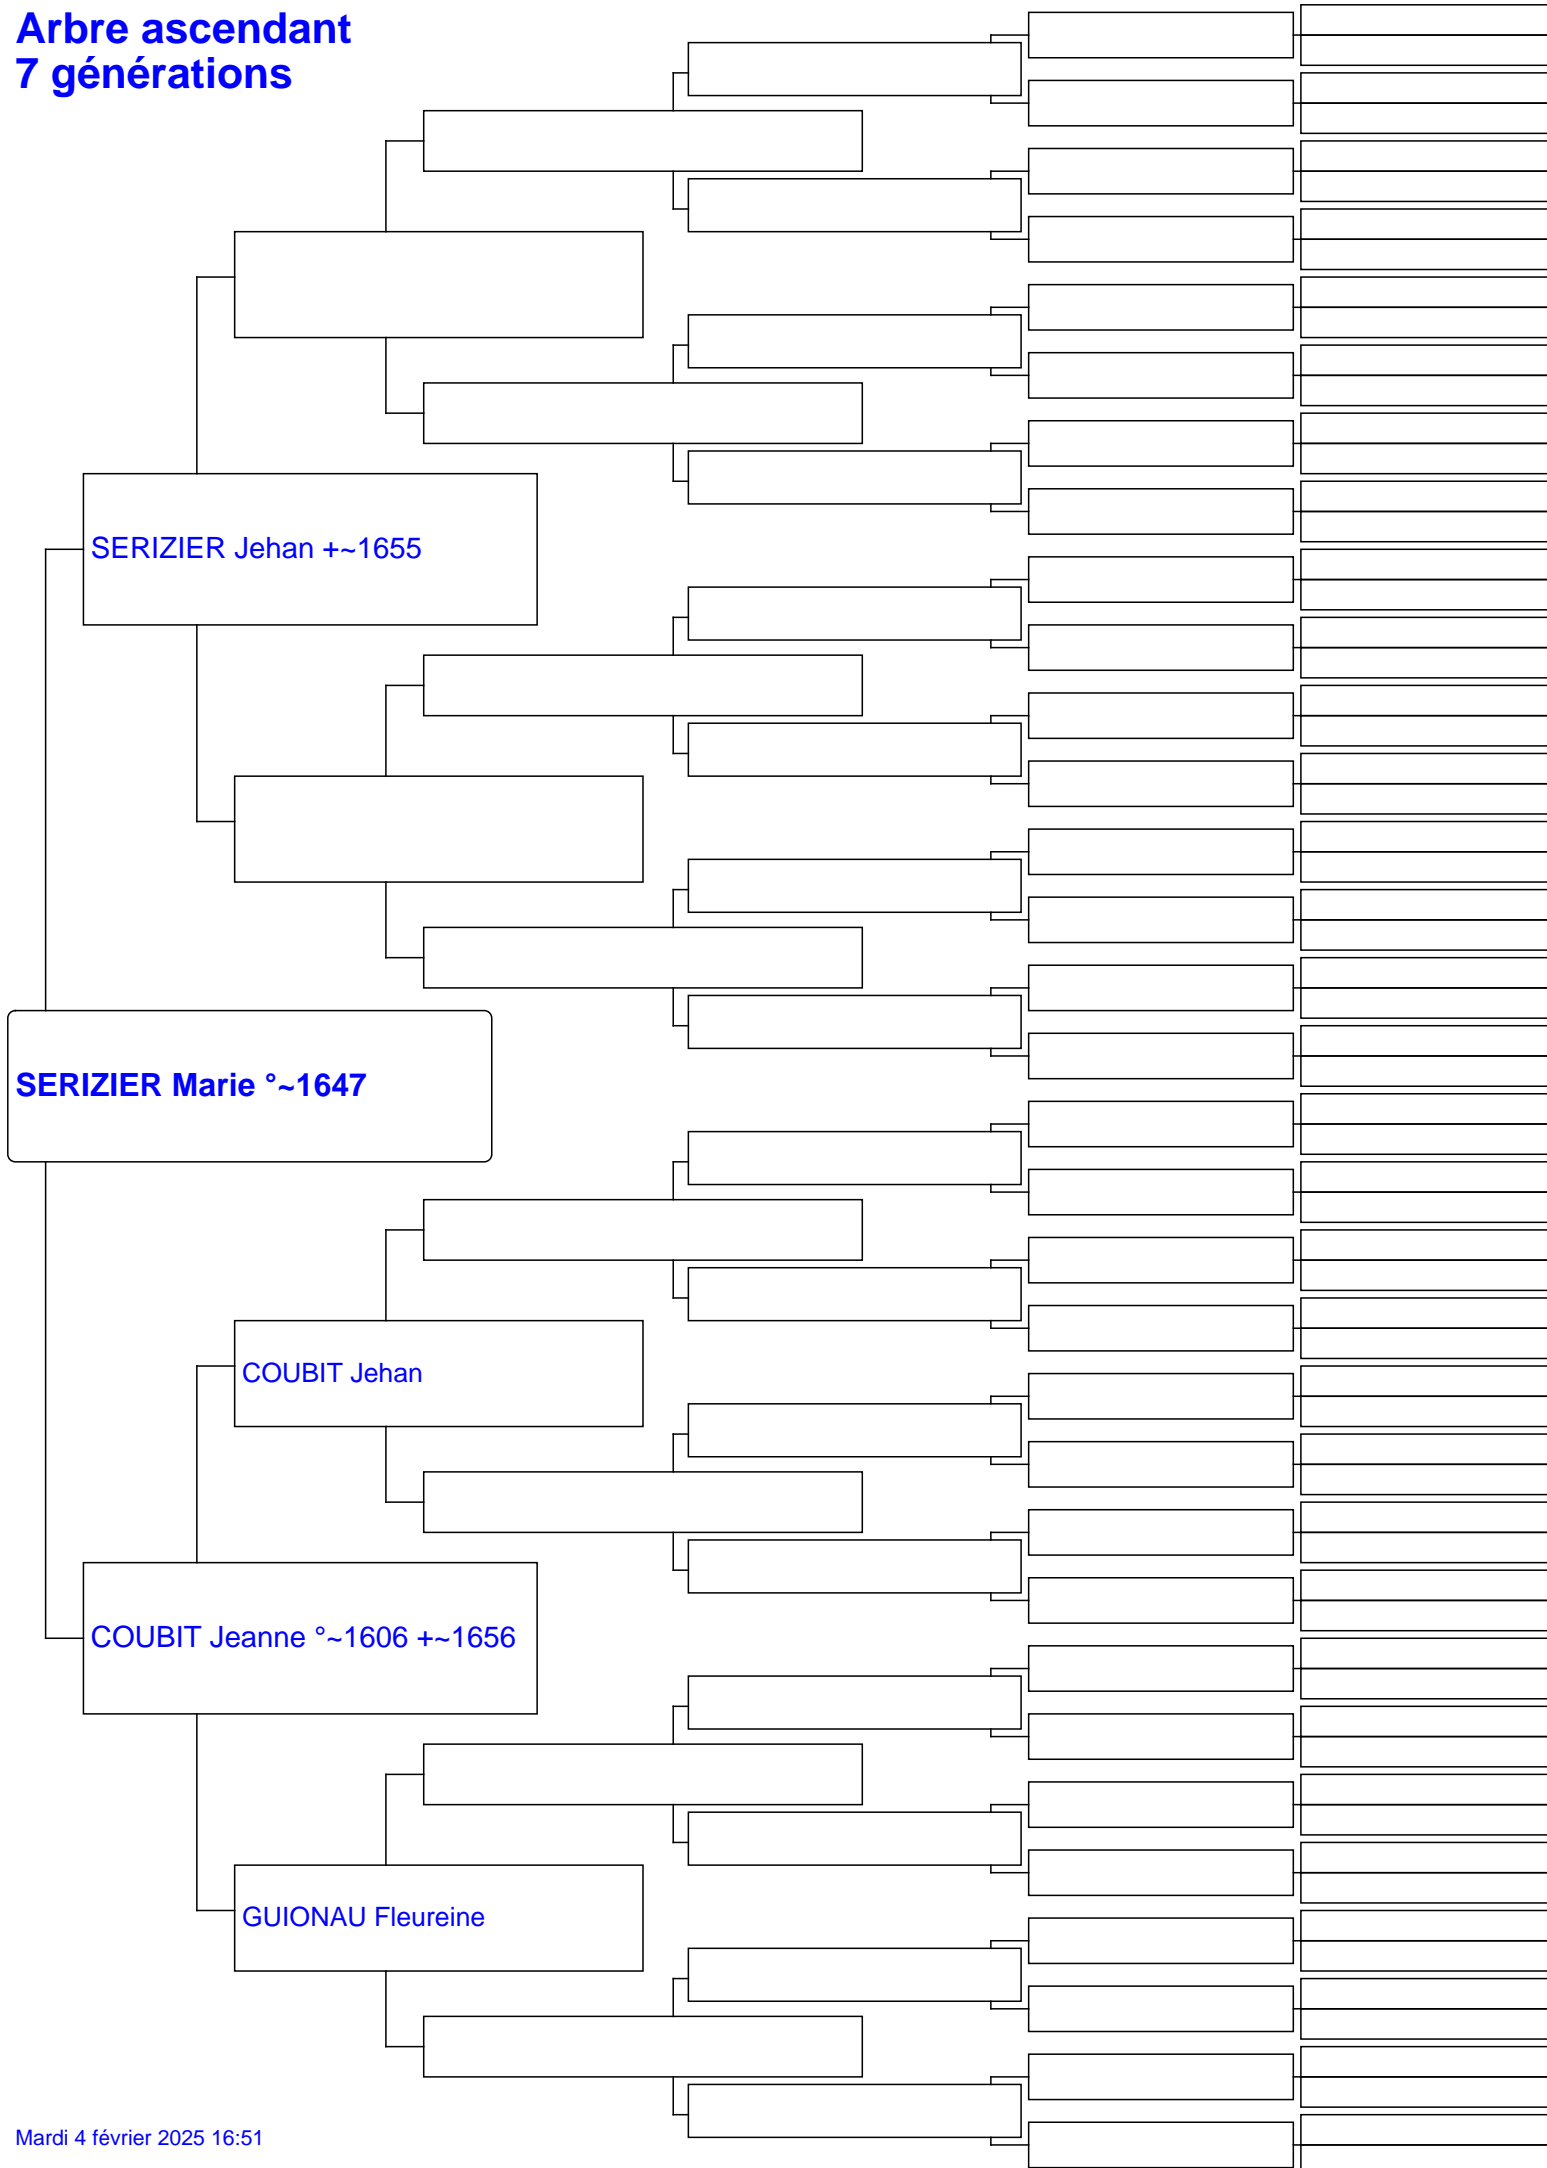 Arbre ascendant
7 générations
SERIZIER Jehan +~1655
SERIZIER Marie °~1647
COUBIT Jehan
COUBIT Jeanne °~1606 +~1656
GUIONAU Fleureine
Mardi 4 février 2025 16:51